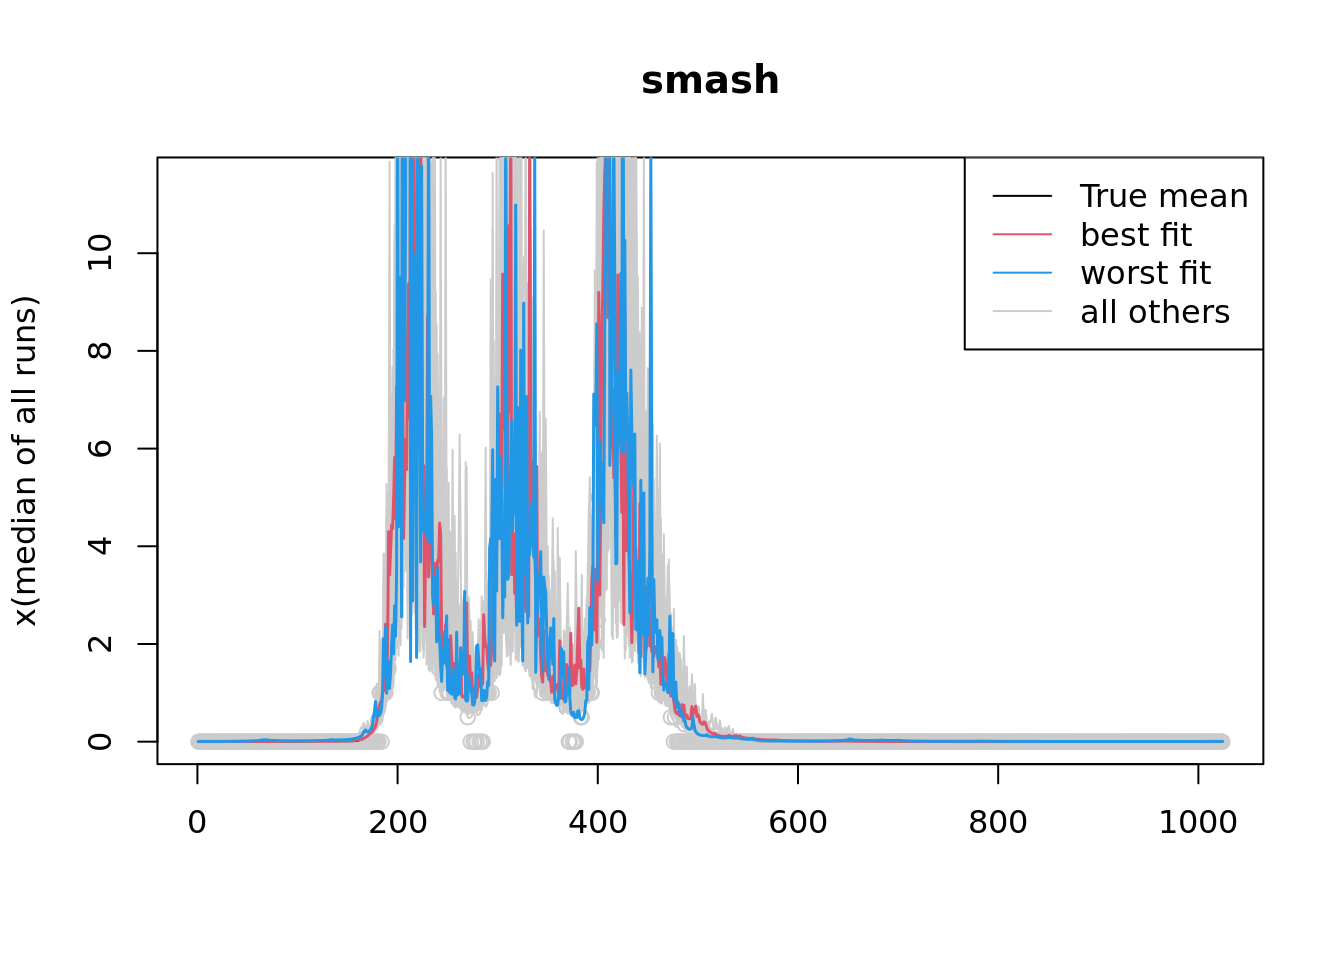 smash
x(median of all runs)
10
8
6
4
2
0
True mean
best fit
worst fit
all others
0 200 400 600 800 1000